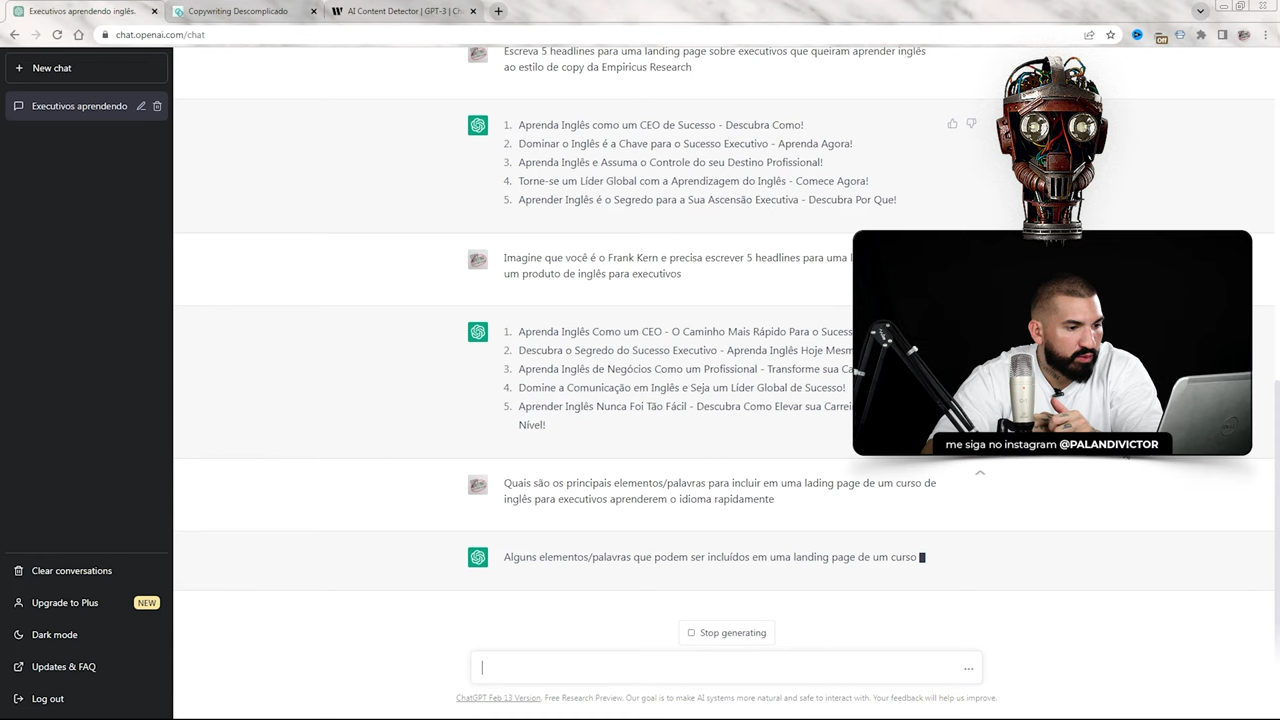 Executivos aprendendo inglês.
Copywriting Descomplicado
AI Content Detector | GPT-3 | Ch
chat.openai.com/chat
Off
New chat
Executivos aprendendo
Escreva 5 headlines para uma landing page sobre executivos que queiram aprender inglês
ao estilo de copy da Empiricus Research
1. Aprenda Inglês como um CEO de Sucesso - Descubra Como!
2. Dominar o Inglês é a Chave para o Sucesso Executivo - Aprenda Agora!
3. Aprenda Inglês e Assuma o Controle do seu Destino Profissional!
4. Torne-se um Líder Global com a Aprendizagem do Inglês - Comece Agora!
5. Aprender Inglês é o Segredo para a Sua Ascensão Executiva - Descubra Por Que!
Imagine que você é o Frank Kern e precisa escrever 5 headlines para uma l
um produto de inglês para executivos
1. Aprenda Inglês Como um CEO - O Caminho Mais Rápido Para o Sucess
2. Descubra o Segredo do Sucesso Executivo - Aprenda Inglês Hoje Mesm
3. Aprenda Inglês de Negócios Como um Profissional - Transforme sua Ca
4. Domine a Comunicação em Inglês e Seja um Líder Global de Sucesso!
5. Aprender Inglês Nunca Foi Tão Fácil - Descubra Como Elevar sua Carrei
Nível!
me siga no instagram @PALANDIVICTOR
Quais são os principais elementos/palavras para incluir em uma lading page de um curso de
inglês para executivos aprenderem o idioma rapidamente
Alguns elementos/palavras que podem ser incluídos em uma landing page de um curso
Clear conversations
Upgrade to Plus
NEW
Dark mode
Updates & FAQ
Log out
Stop generating
ChatGPT Feb 13 Version. Free Research Preview. Our goal is to make AI systems more natural and safe to interact with. Your feedback will help us improve.